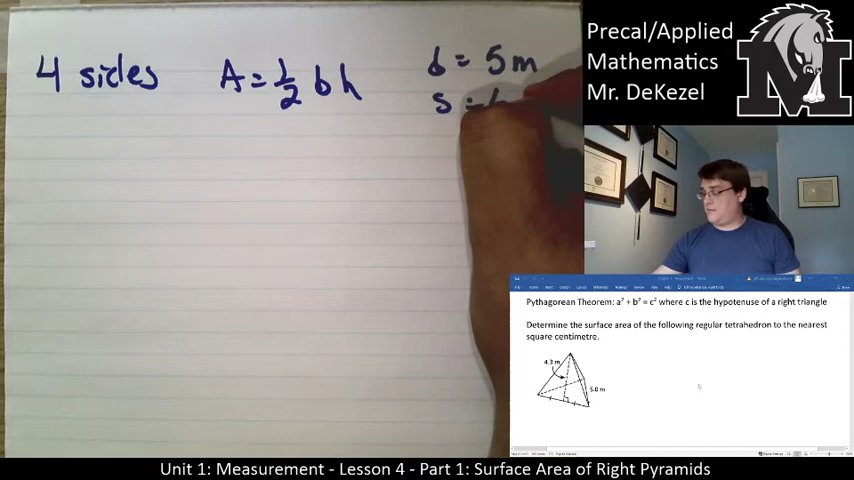 4 sides A = 1/2 b h b = 5 m
s =
Precal/Applied
Mathematics
Mr. DeKezel
Pythagorean Theorem: a² + b² = c² where c is the hypotenuse of a right triangle
Determine the surface area of the following regular tetrahedron to the nearest
square centimetre.
4.3 m
5.0 m
Unit 1: Measurement - Lesson 4 - Part 1: Surface Area of Right Pyramids